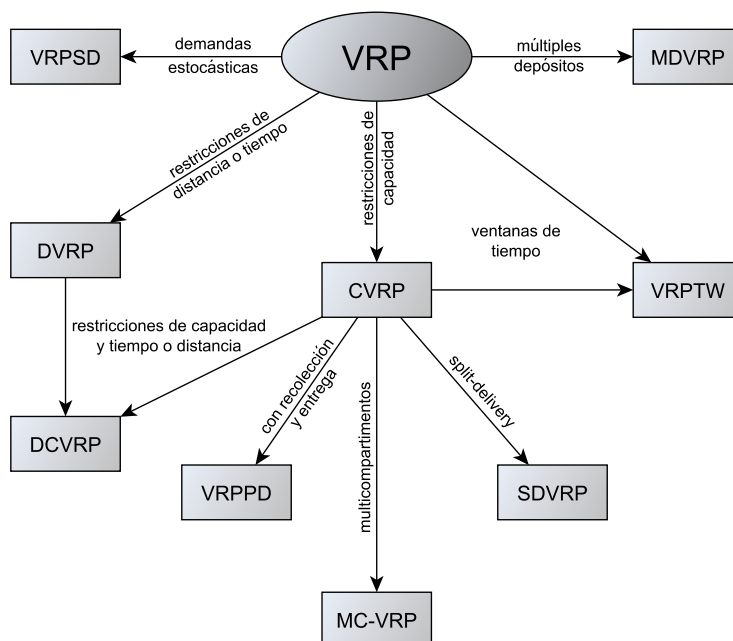 VRP
VRPSD
demandas
estocásticas
múltiples
depósitos
MDVRP
restricciones de
distancia o tiempo
restricciones de
capacidad
ventanas de
tiempo
DVRP
CVRP
VRPTW
restricciones de capacidad
y tiempo o distancia
con recolección
y entrega
multicompartimentos
split-delivery
DCVRP
VRPPD
SDVRP
MC-VRP